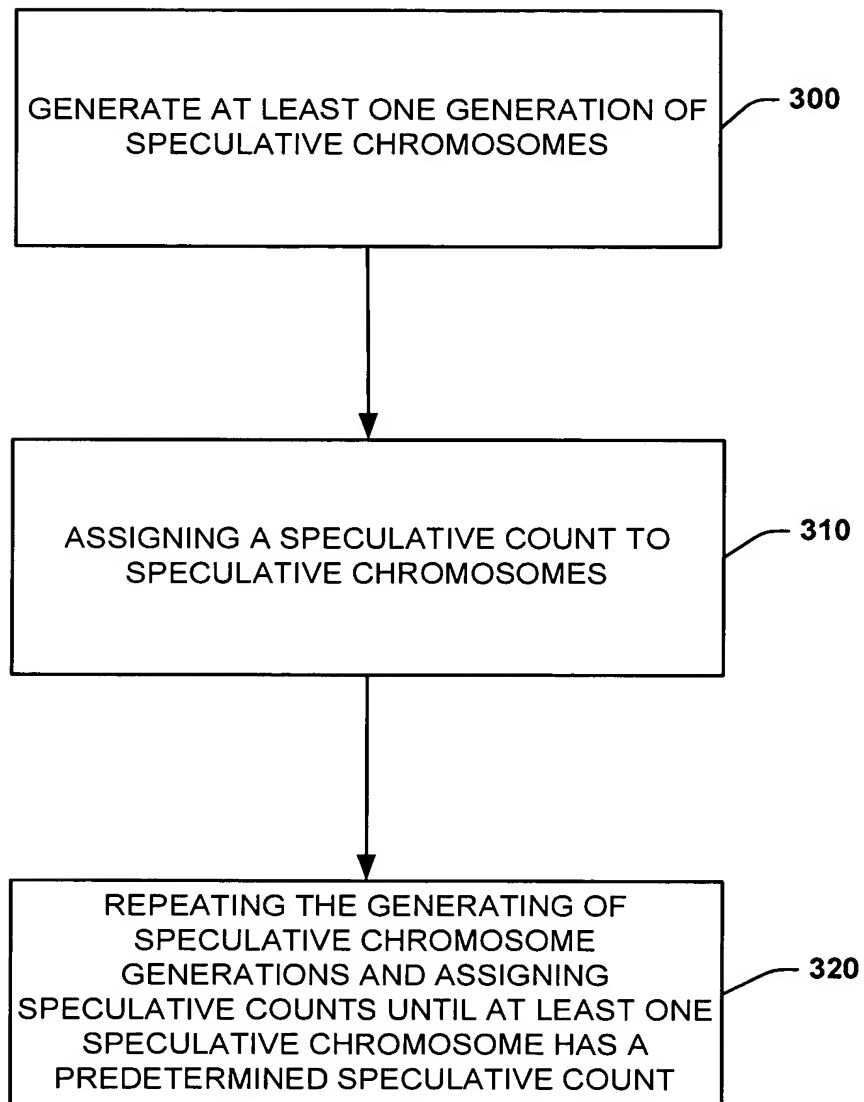 GENERATE AT LEAST ONE GENERATION OF
SPECULATIVE CHROMOSOMES
300
ASSIGNING A SPECULATIVE COUNT TO
SPECULATIVE CHROMOSOMES
310
REPEATING THE GENERATING OF
SPECULATIVE CHROMOSOME
GENERATIONS AND ASSIGNING
SPECULATIVE COUNTS UNTIL AT LEAST ONE
SPECULATIVE CHROMOSOME HAS A
PREDETERMINED SPECULATIVE COUNT
320